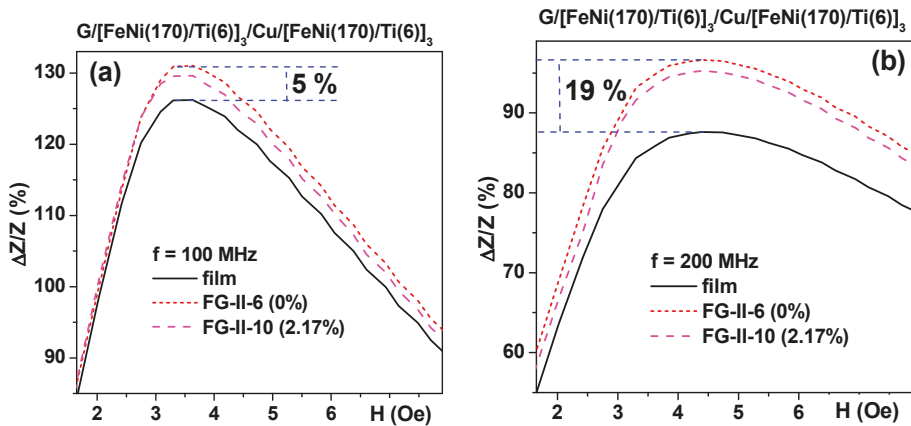 G/[FeNi(170)/Ti(6)]₃/Cu/[FeNi(170)/Ti(6)]₃
(a)
5 %
130
120
110
100
90
ΔZ/Z (%)
f = 100 MHz
film
FG-II-6 (0%)
FG-II-10 (2.17%)
2 3 4 5 6 H (Oe)
G/[FeNi(170)/Ti(6)]₃/Cu/[FeNi(170)/Ti(6)]₃
(b)
19 %
90
80
70
60
ΔZ/Z (%)
f = 200 MHz
film
FG-II-6 (0%)
FG-II-10 (2.17%)
2 3 4 5 6 H (Oe)